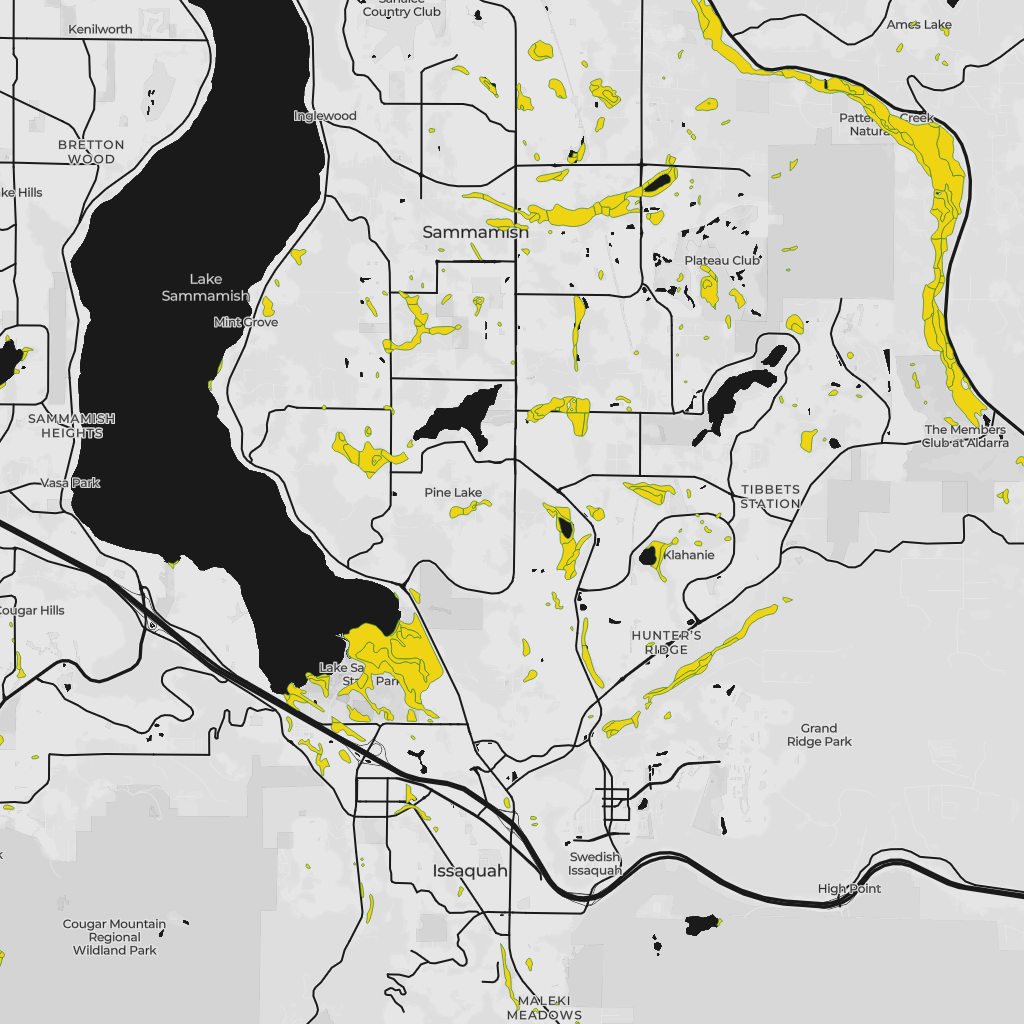 Country Club
Kenilworth
Ames Lake
Inglewood
Creek
BRETTON
WOOD
Sammamish
Plateau Club
Lake
Sammamish
Mint Grove
SAMMAMISH
HEIGHTS
The Members
Club at Aldarra
Vasa Park
Pine Lake
TIBBETS
STATION
Klahanie
HUNTER'S
RIDGE
Grand
Ridge Park
Issaquah
Swedish
Issaquah
High Point
Cougar Mountain
Regional
Wildland Park
MALEKI
MEADOWS